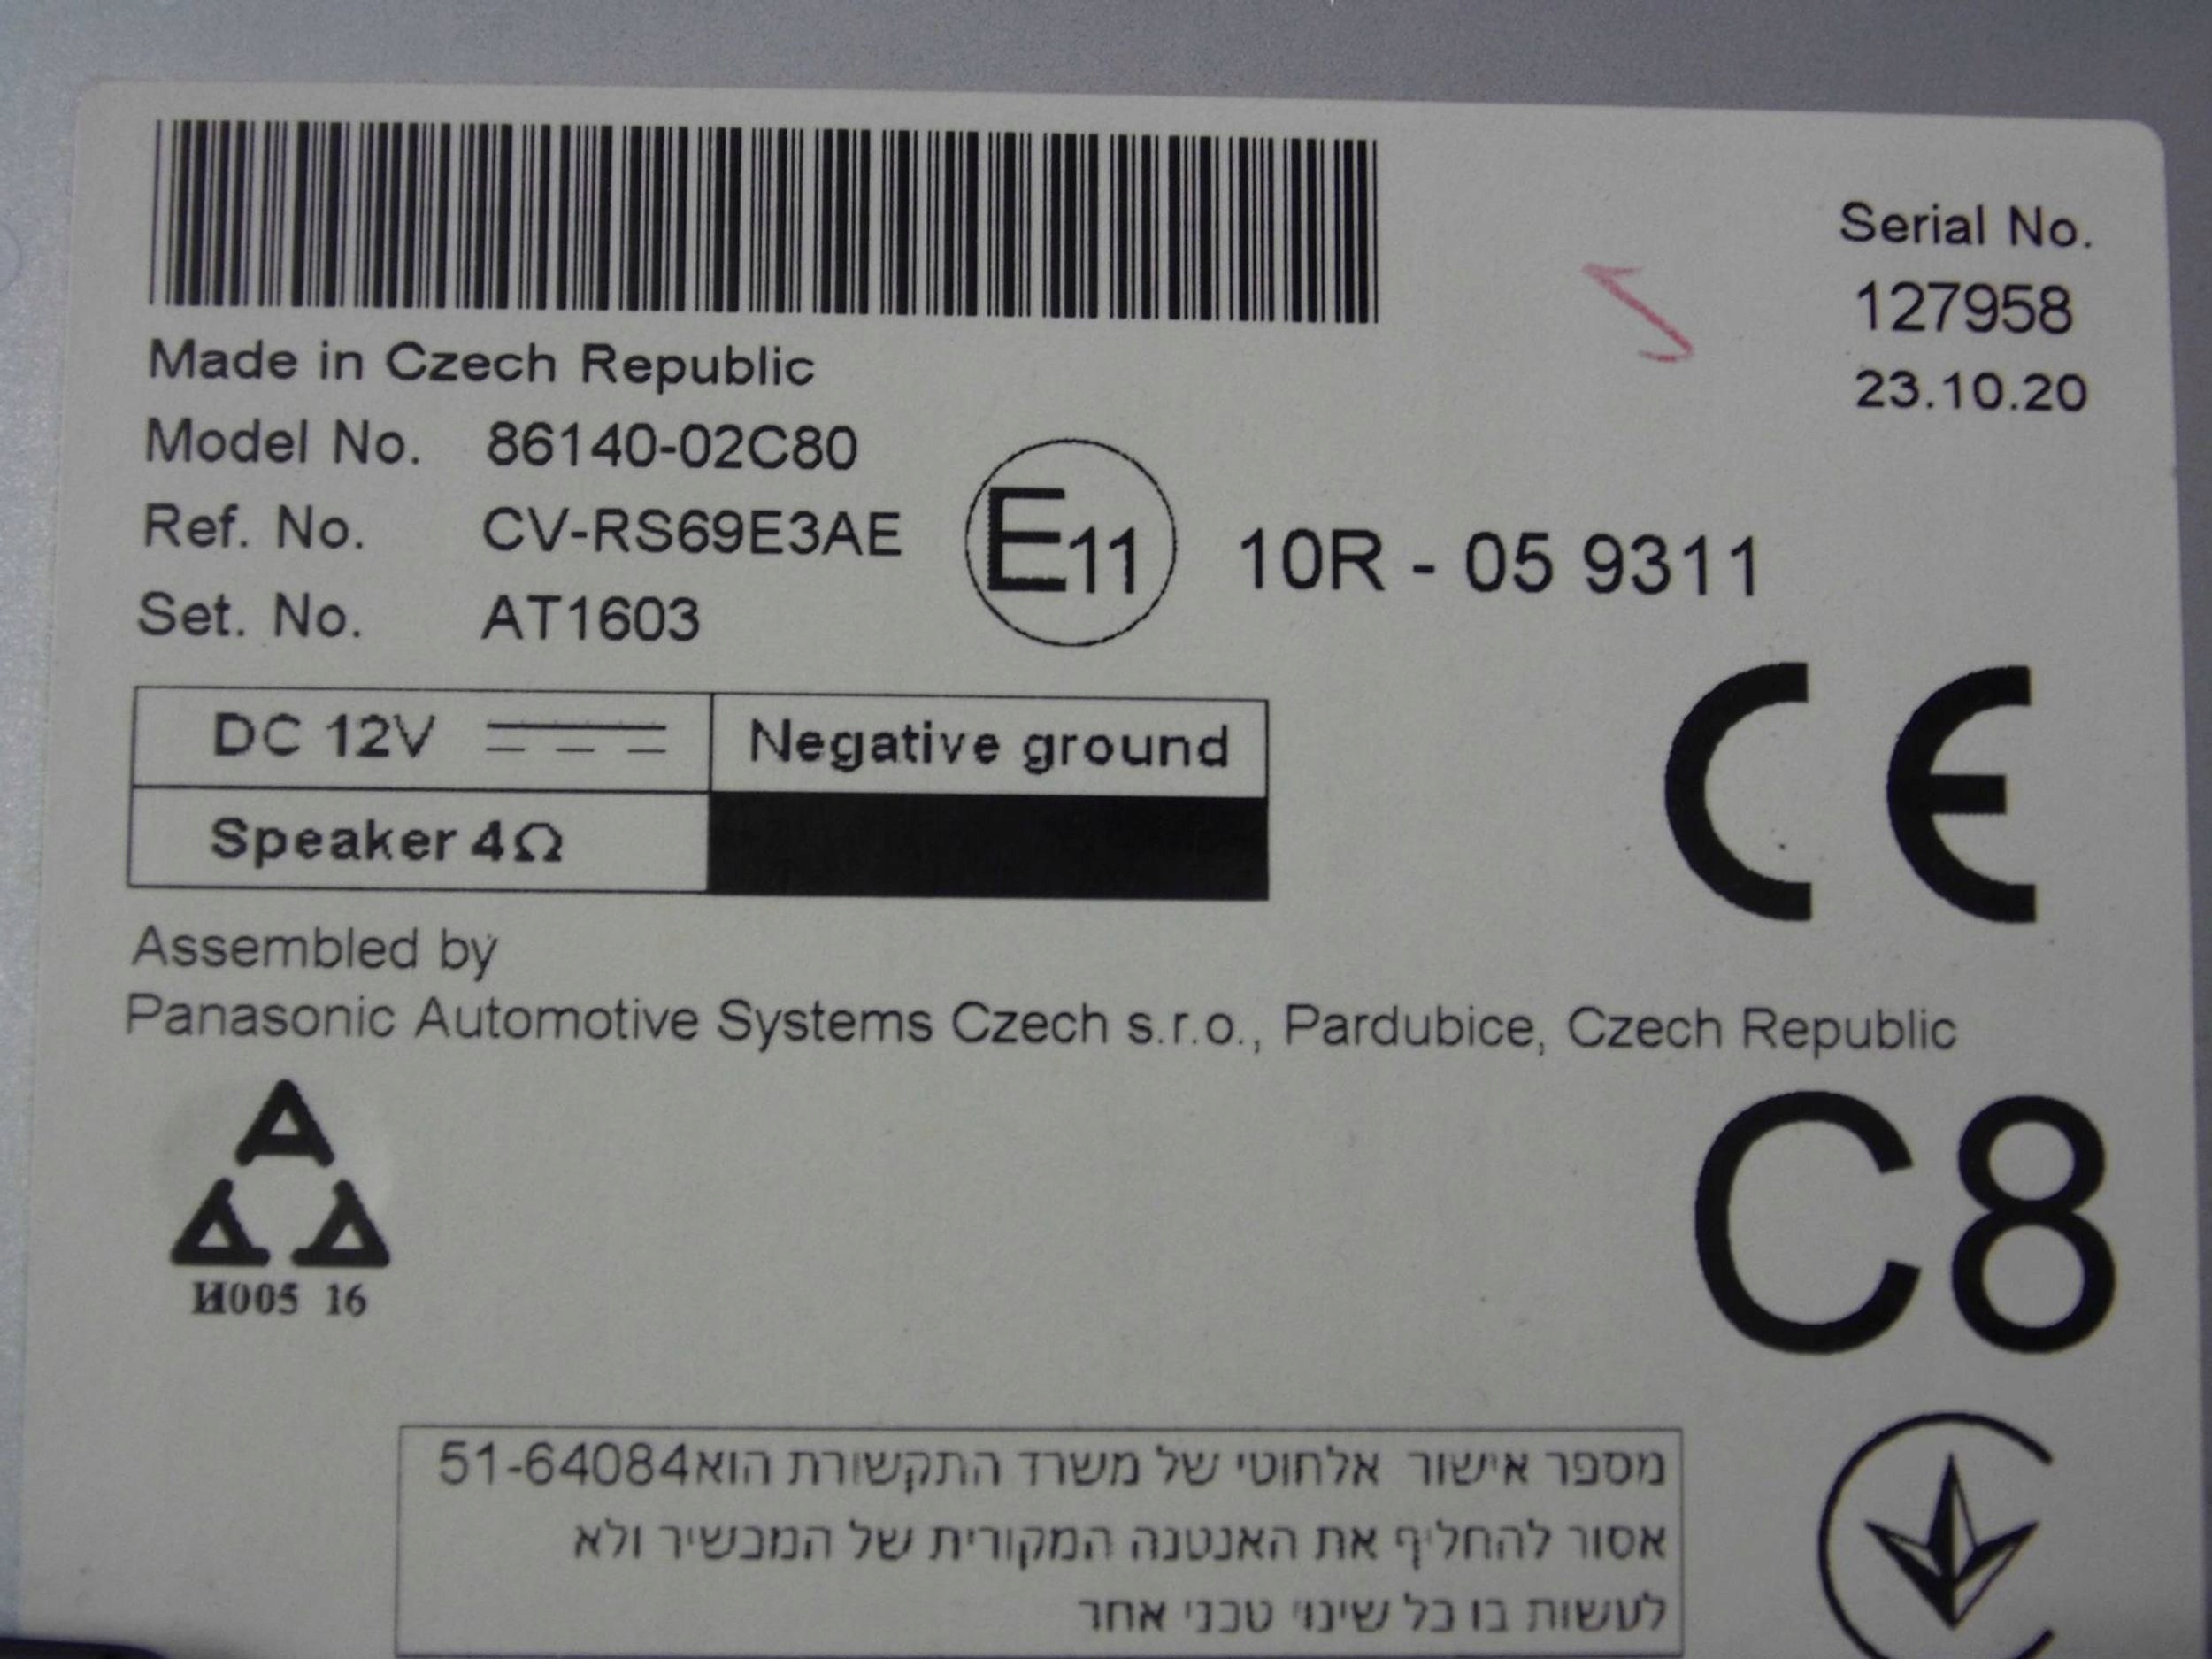 Serial No.
127958
23.10.20
Made in Czech Republic
Model No. 86140-02C80
Ref. No. CV-RS69E3AE
Set. No. AT1603
E11 10R - 05 9311
DC 12V Negative ground
Speaker 4Ω
CE
Assembled by
Panasonic Automotive Systems Czech s.r.o., Pardubice, Czech Republic
И005 16
C8
מספר אישור אלחוטי של משרד התקשורת הוא51-64084
אסור להחליף את האנטנה המקורית של המכשיר ולא
לעשות בו כל שינוי טכני אחר